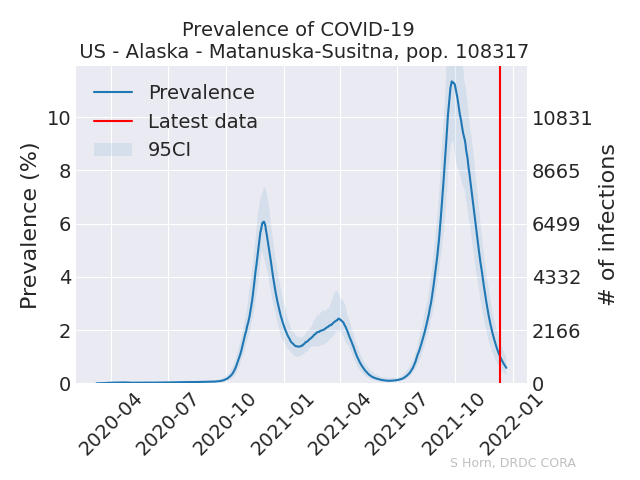 Prevalence of COVID-19
US - Alaska - Matanuska-Susitna, pop. 108317
Prevalence
Latest data
95CI
Prevalence (%)
10
8
6
4
2
0
10831
8665
6499
4332
2166
0
# of infections
2020-04
2020-07
2020-10
2021-01
2021-04
2021-07
2021-10
2022-01
S Horn, DRDC CORA